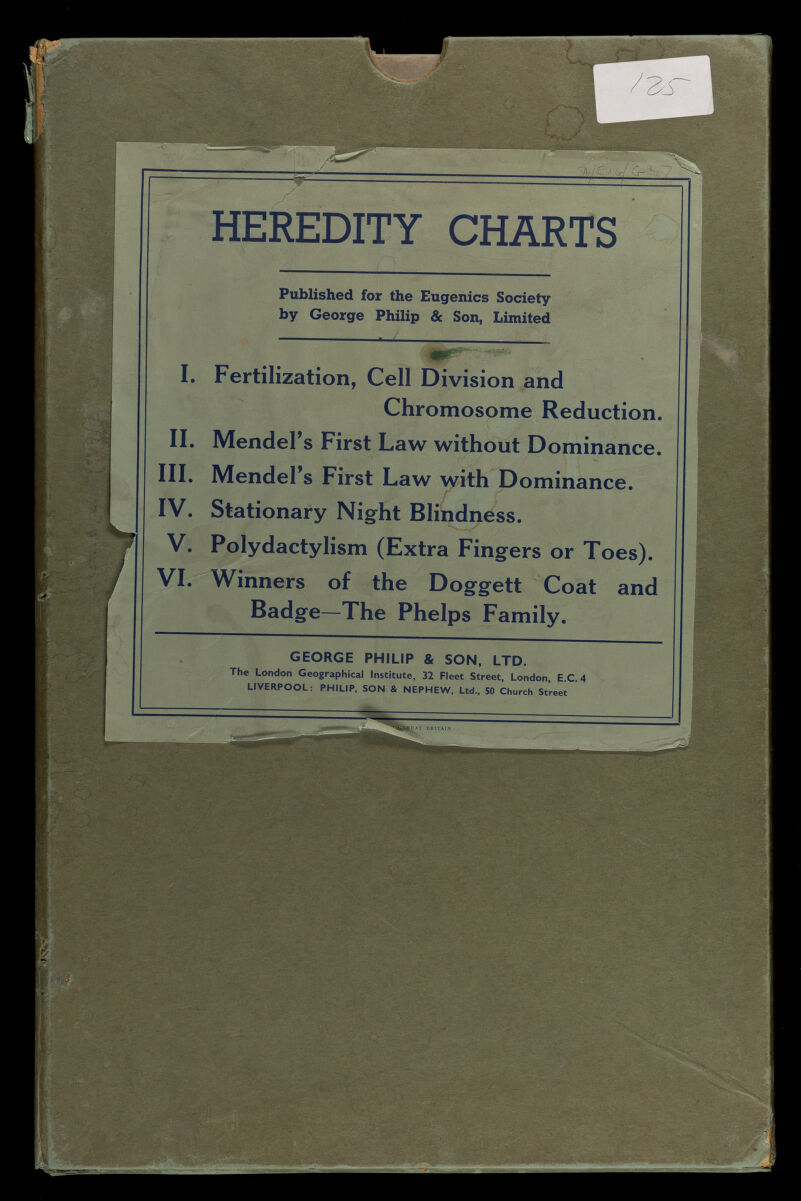 125
HEREDITY CHARTS
Published for the Eugenics Society
by George Philip & Son, Limited
I. Fertilization, Cell Division and
Chromosome Reduction.
II. Mendel's First Law without Dominance.
III. Mendel's First Law with Dominance.
IV. Stationary Night Blindness.
V. Polydactylism (Extra Fingers or Toes).
VI. Winners of the Doggett Coat and
Badge—The Phelps Family.
GEORGE PHILIP & SON, LTD.
The London Geographical Institute, 32 Fleet Street, London, E.C.4
LIVERPOOL: PHILIP, SON & NEPHEW, Ltd., 50 Church Street
BRITAIN